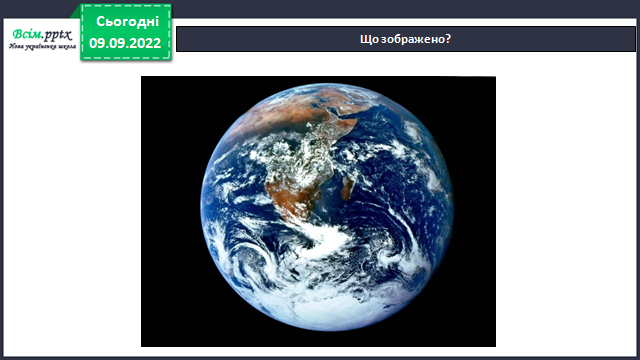 Всім.pptx
Нова українська школа
Сьогодні
09.09.2022
Що зображено?